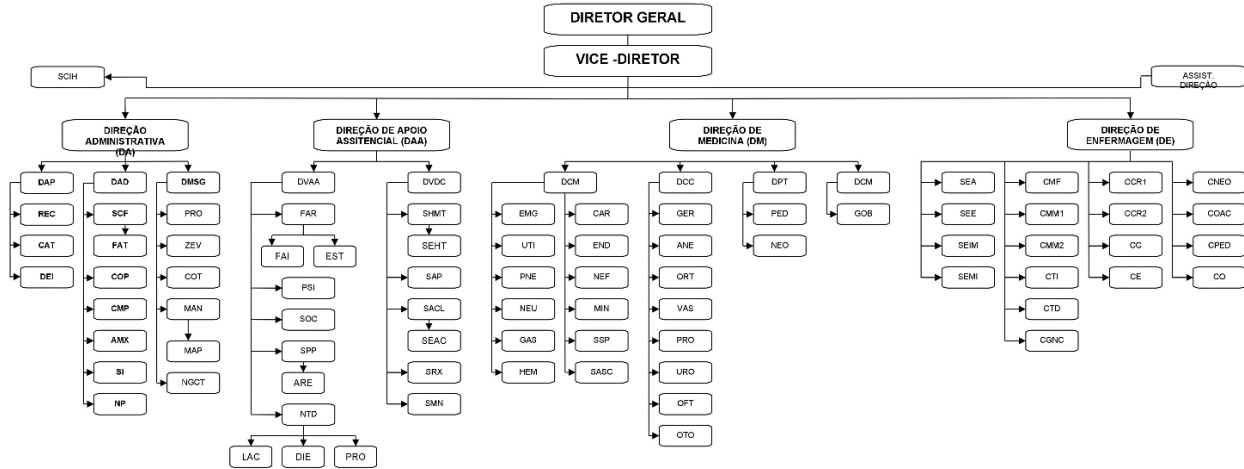 DIRETOR GERAL
VICE -DIRETOR
SCIH
ASSIST.
DIREÇÃO
DIREÇÃO
ADMINISTRATIVA
(DA)
DIREÇÃO DE APOIO
ASSITENCIAL (DAA)
DIREÇÃO DE
MEDICINA (DM)
DIREÇÃO DE
ENFERMAGEM (DE)
DAP
REC
CAT
DEI
DAD
SCF
FAT
COP
CMP
AMX
SI
NP
DMSG
PRO
ZEV
COT
MAN
MAP
NGCT
DVAA
FAR
FAI
EST
PSI
SOC
SPP
ARE
NTD
LAC
DIE
PRO
DVDC
SHMT
SEHT
SAP
SACL
SEAC
SRX
SMN
DCM
EMG
UTI
PNE
NEU
GAS
HEM
CAR
END
NEF
MIN
SSP
SASC
DCC
GER
ANE
ORT
VAS
PRO
URO
OFT
OTO
DPT
PED
NEO
DCM
GOB
SEA
SEE
SEIM
SEMI
CMF
CMM1
CMM2
CTI
CTD
CGNC
CCR1
CCR2
CC
CE
CNEO
COAC
CPED
CO